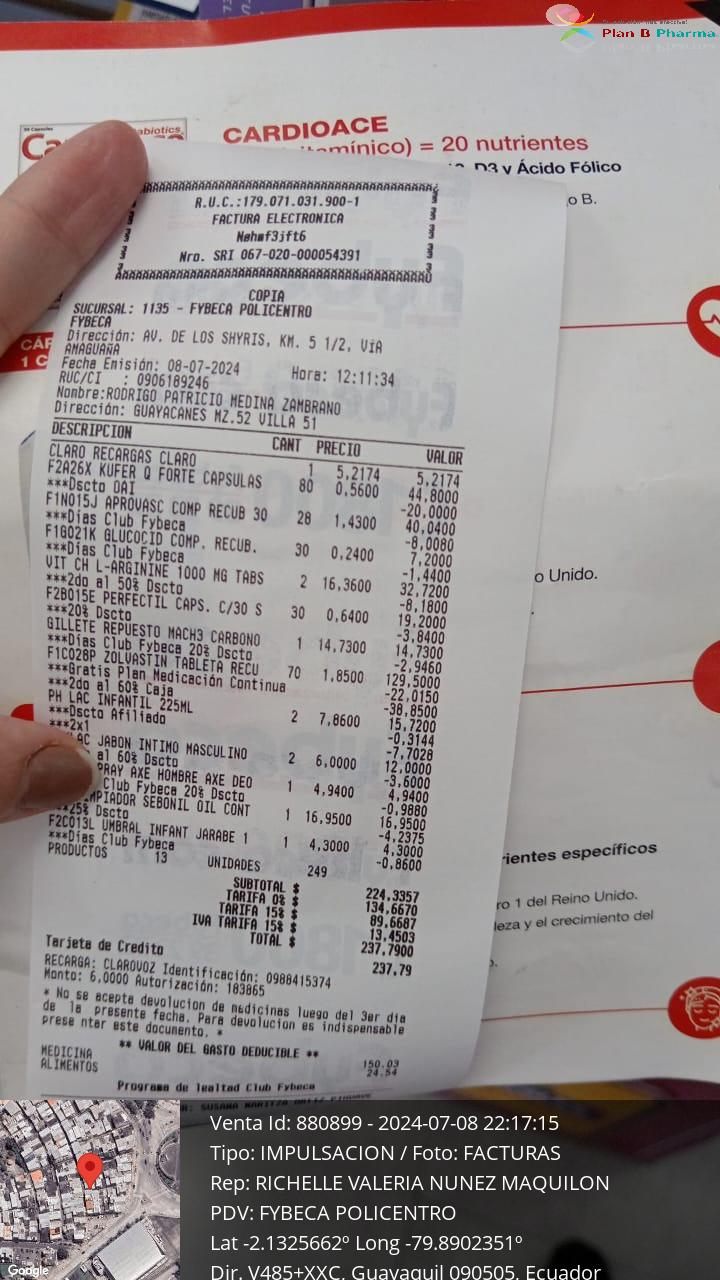 Plan B Pharma
CARDIOACE
= 20 nutrientes
D3 y Ácido Fólico
o B.
R.U.C.:179.071.031.900-1
FACTURA ELECTRONICA
Nøhmf3jft6
Nro. SRI 067-020-000054391
COPIA
SUCURSAL: 1135 - FYBECA POLICENTRO
FYBECA
Dirección: AV. DE LOS SHYRIS, KM. 5 1/2, VíA
AMAGUAÑA
Fecha Emisión: 08-07-2024 Hora: 12:11:34
RUC/CI : 0906189246
Nombre:RODRIGO PATRICIO MEDINA ZAMBRANO
Dirección: GUAYACANES MZ.52 VILLA 51
DESCRIPCION CANT PRECIO VALOR
CLARO RECARGAS CLARO 1 5,2174 5,2174
F2A26X KUFER Q FORTE CAPSULAS 80 0,5600 44,8000
***Dscto OAI -20,0000
F1N015J APROVASC COMP RECUB 30 28 1,4300 40,0400
***Días Club Fybeca -8,0080
F1G021K GLUCOCID COMP. RECUB. 30 0,2400 7,2000
***Días Club Fybeca -1,4400
VIT CH L-ARGININE 1000 MG TABS 2 16,3600 32,7200
***2do al 50% Dscto -8,1800
F2B015E PERFECTIL CAPS. C/30 S 30 0,6400 19,2000
***20% Dscto -3,8400
GILLETE REPUESTO MACH3 CARBONO 1 14,7300 14,7300
***Días Club Fybeca 20% Dscto -2,9460
F1C028P ZOLVASTIN TABLETA RECU 70 1,8500 129,5000
***Gratis Plan Medicación Continua -22,0150
***2do al 60% Caja -38,8500
PH LAC INFANTIL 225ML 2 7,8600 15,7200
***Dscto Afiliado -0,3144
***2x1 -7,7028
LAC JABON INTIMO MASCULINO 2 6,0000 12,0000
al 60% Dscto -3,6000
PRAY AXE HOMBRE AXE DEO 1 4,9400 4,9400
Club Fybeca 20% Dscto -0,9880
MPIADOR SEBONIL OIL CONT 1 16,9500 16,9500
25% Dscto -4,2375
F2C013L UMBRAL INFANT JARABE 1 1 4,3000 4,3000
***Días Club Fybeca -0,8600
PRODUCTOS 13 UNIDADES 249
SUBTOTAL $ 224,3357
TARIFA 0% $ 134,6670
TARIFA 15% $ 89,6687
IVA TARIFA 15% $ 13,4503
TOTAL $ 237,7900
Tarjeta de Credito 237,79
RECARGA: CLAROVOZ Identificación: 0988415374
Monto: 6,0000 Autorización: 183865
* No se acepta devolucion de medicinas luego del 3er dia
de la presente fecha. Para devolucion es indispensable
prese ntar este documento. *
** VALOR DEL GASTO DEDUCIBLE **
MEDICINA 150.03
ALIMENTOS 24.54
Programa de lealtad Club Fybeca
o Unido.
rientes específicos
ro 1 del Reino Unido.
leza y el crecimiento del
Google
Venta Id: 880899 - 2024-07-08 22:17:15
Tipo: IMPULSACION / Foto: FACTURAS
Rep: RICHELLE VALERIA NUNEZ MAQUILON
PDV: FYBECA POLICENTRO
Lat -2.1325662º Long -79.8902351º
Dir. V485+XXC, Guayaquil 090505, Ecuador